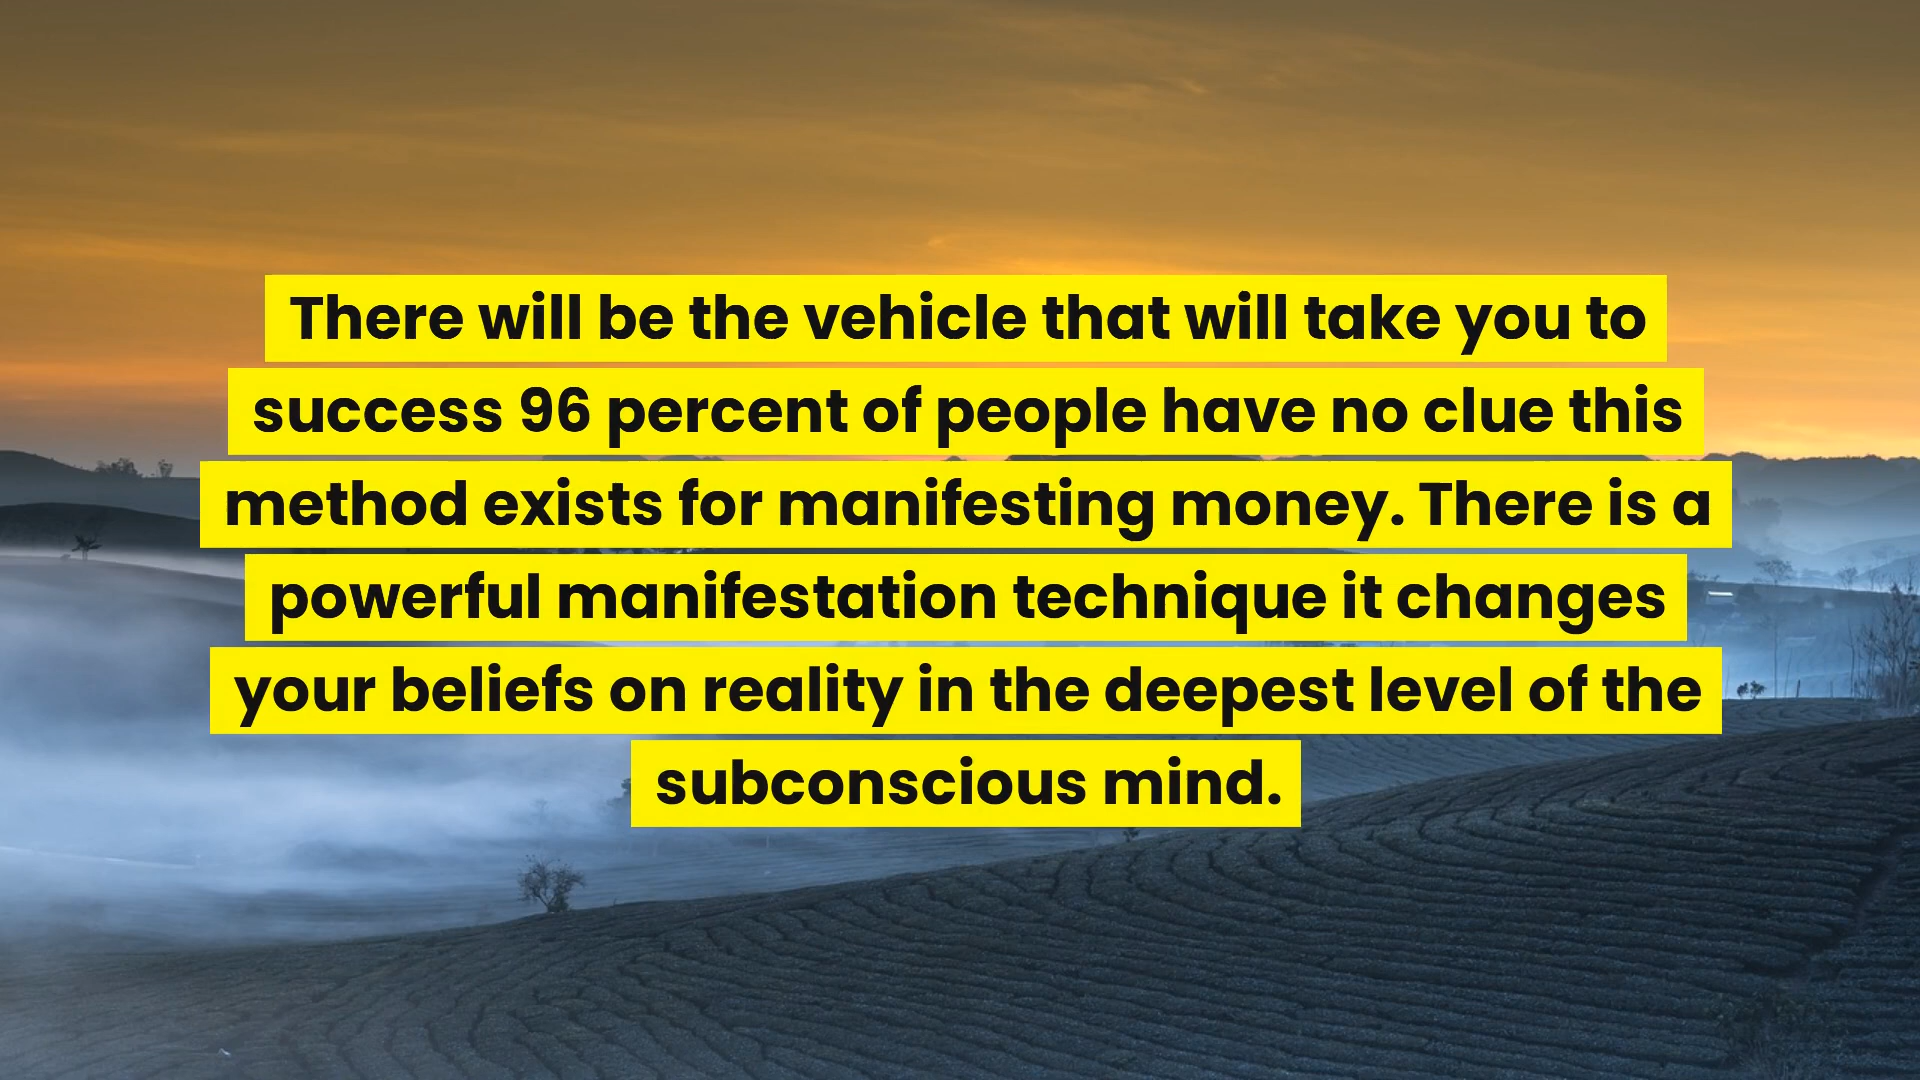 There will be the vehicle that will take you to
success 96 percent of people have no clue this
method exists for manifesting money. There is a
powerful manifestation technique it changes
your beliefs on reality in the deepest level of the
subconscious mind.